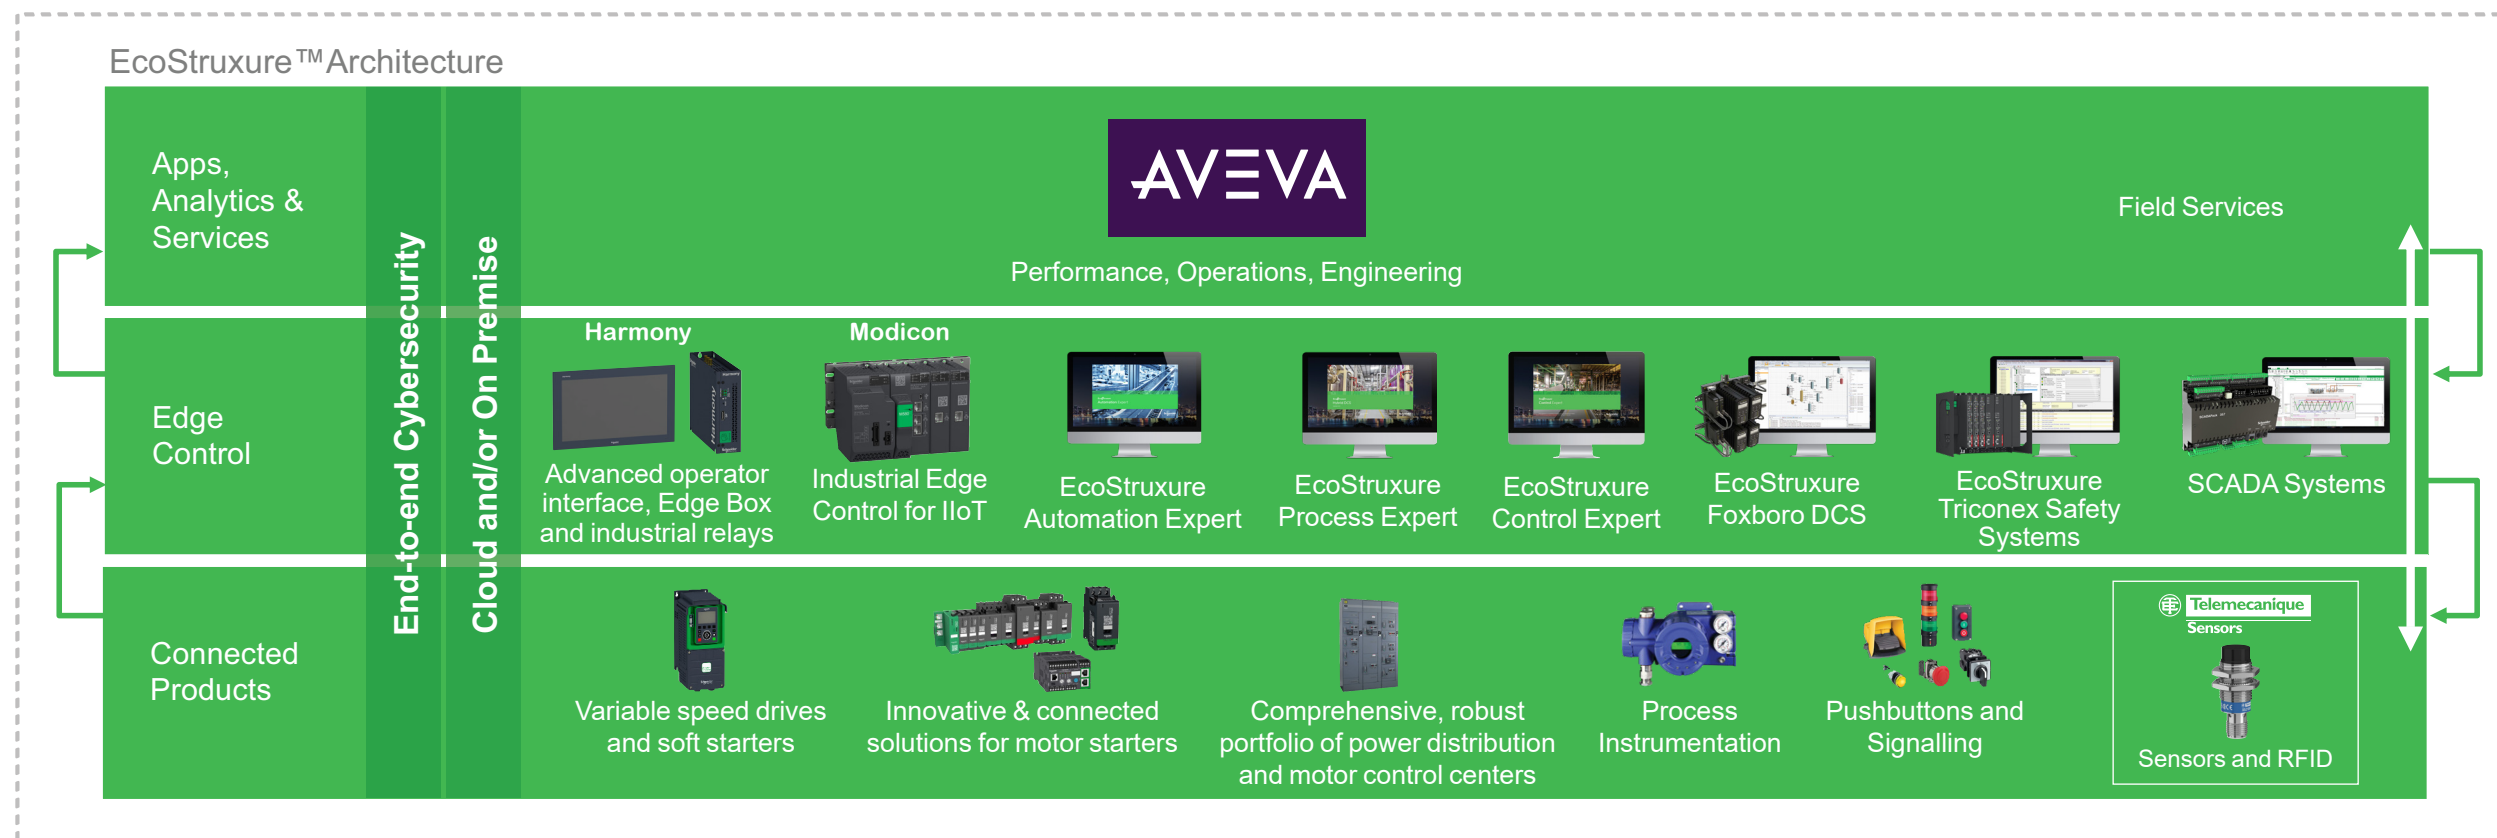 EcoStruxure™Architecture
Apps,
Analytics &
Services
AVEVA
Performance, Operations, Engineering
Field Services
End-to-end Cybersecurity
Cloud and/or On Premise
Edge
Control
Harmony
Advanced operator
interface, Edge Box
and industrial relays
Modicon
Industrial Edge
Control for IIoT
EcoStruxure
Automation Expert
EcoStruxure
Process Expert
EcoStruxure
Control Expert
EcoStruxure
Foxboro DCS
EcoStruxure
Triconex Safety
Systems
SCADA Systems
Connected
Products
Variable speed drives
and soft starters
Innovative & connected
solutions for motor starters
Comprehensive, robust
portfolio of power distribution
and motor control centers
Process
Instrumentation
Pushbuttons and
Signalling
Telemecanique
Sensors
Sensors and RFID
Harmony